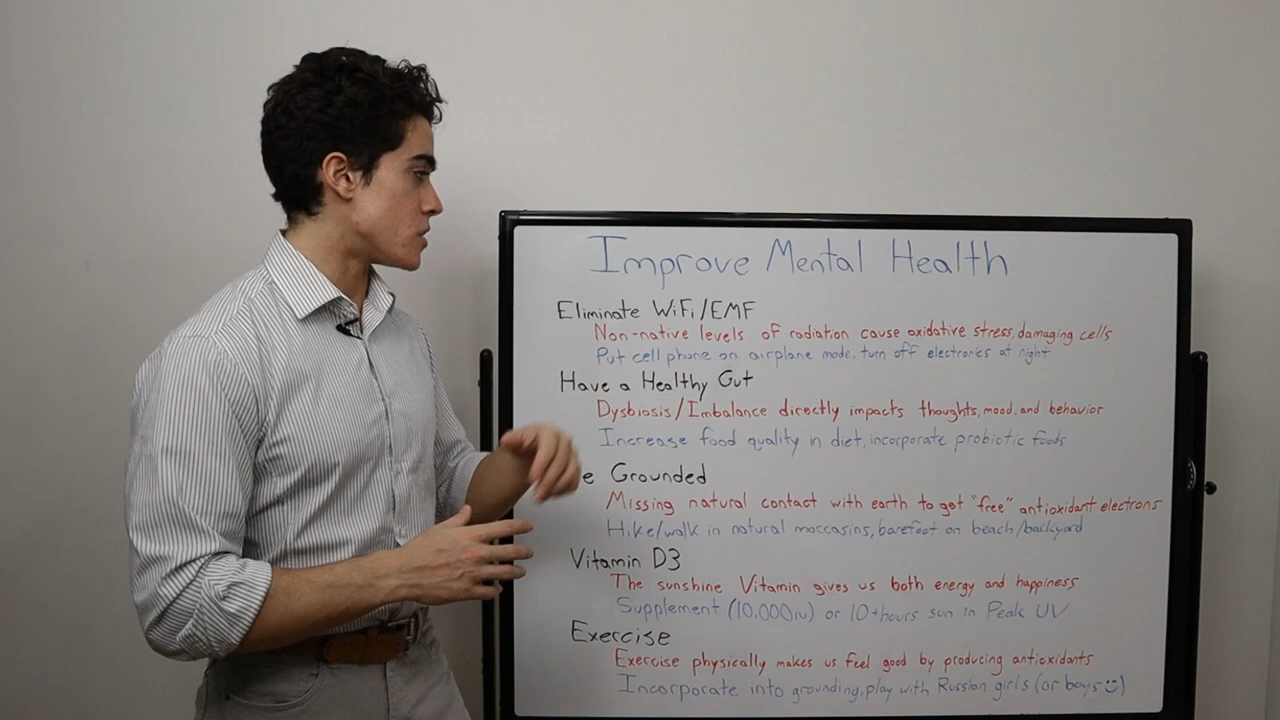 Improve Mental Health
Eliminate WiFi/EMF
Non-native levels of radiation cause oxidative stress, damaging cells
Put cell phone on airplane mode, turn off electronics at night
Have a Healthy Gut
Dysbiosis/Imbalance directly impacts thoughts, mood, and behavior
Increase food quality in diet, incorporate probiotic foods
e Grounded
Missing natural contact with earth to get "free" antioxidant electrons
Hike/walk in natural moccasins, barefoot on beach/backyard
Vitamin D3
The sunshine Vitamin gives us both energy and happiness
Supplement (10,000iu) or 10+hours sun in Peak UV
Exercise
Exercise physically makes us feel good by producing antioxidants
Incorporate into grounding, play with Russian girls (or boys☺)